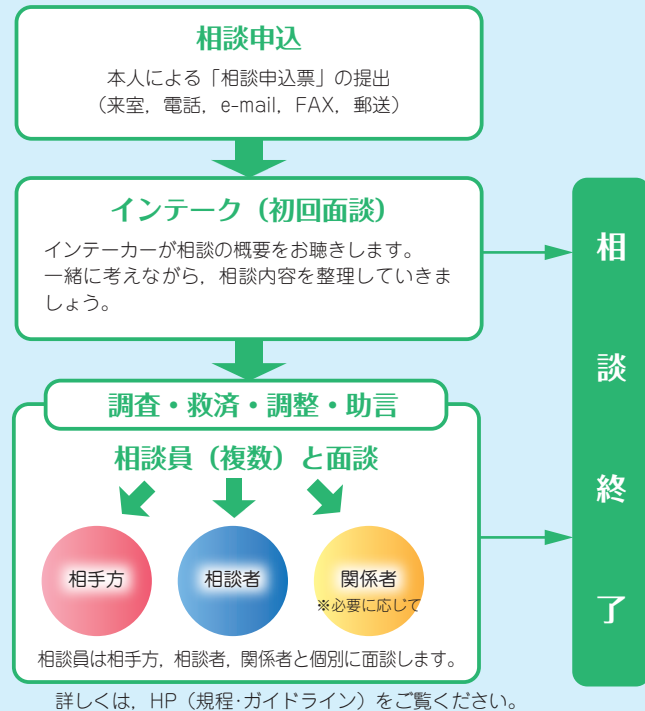 相談申込
本人による「相談申込票」の提出
（来室，電話，e-mail，FAX，郵送）
インテーク（初回面談）
インテーカーが相談の概要をお聴きします。
一緒に考えながら，相談内容を整理していきま
しょう。
調査・救済・調整・助言
相談員（複数）と面談
相手方
相談者
関係者
※必要に応じて
相談員は相手方，相談者，関係者と個別に面談します。
相談終了
詳しくは，HP（規程・ガイドライン）をご覧ください。